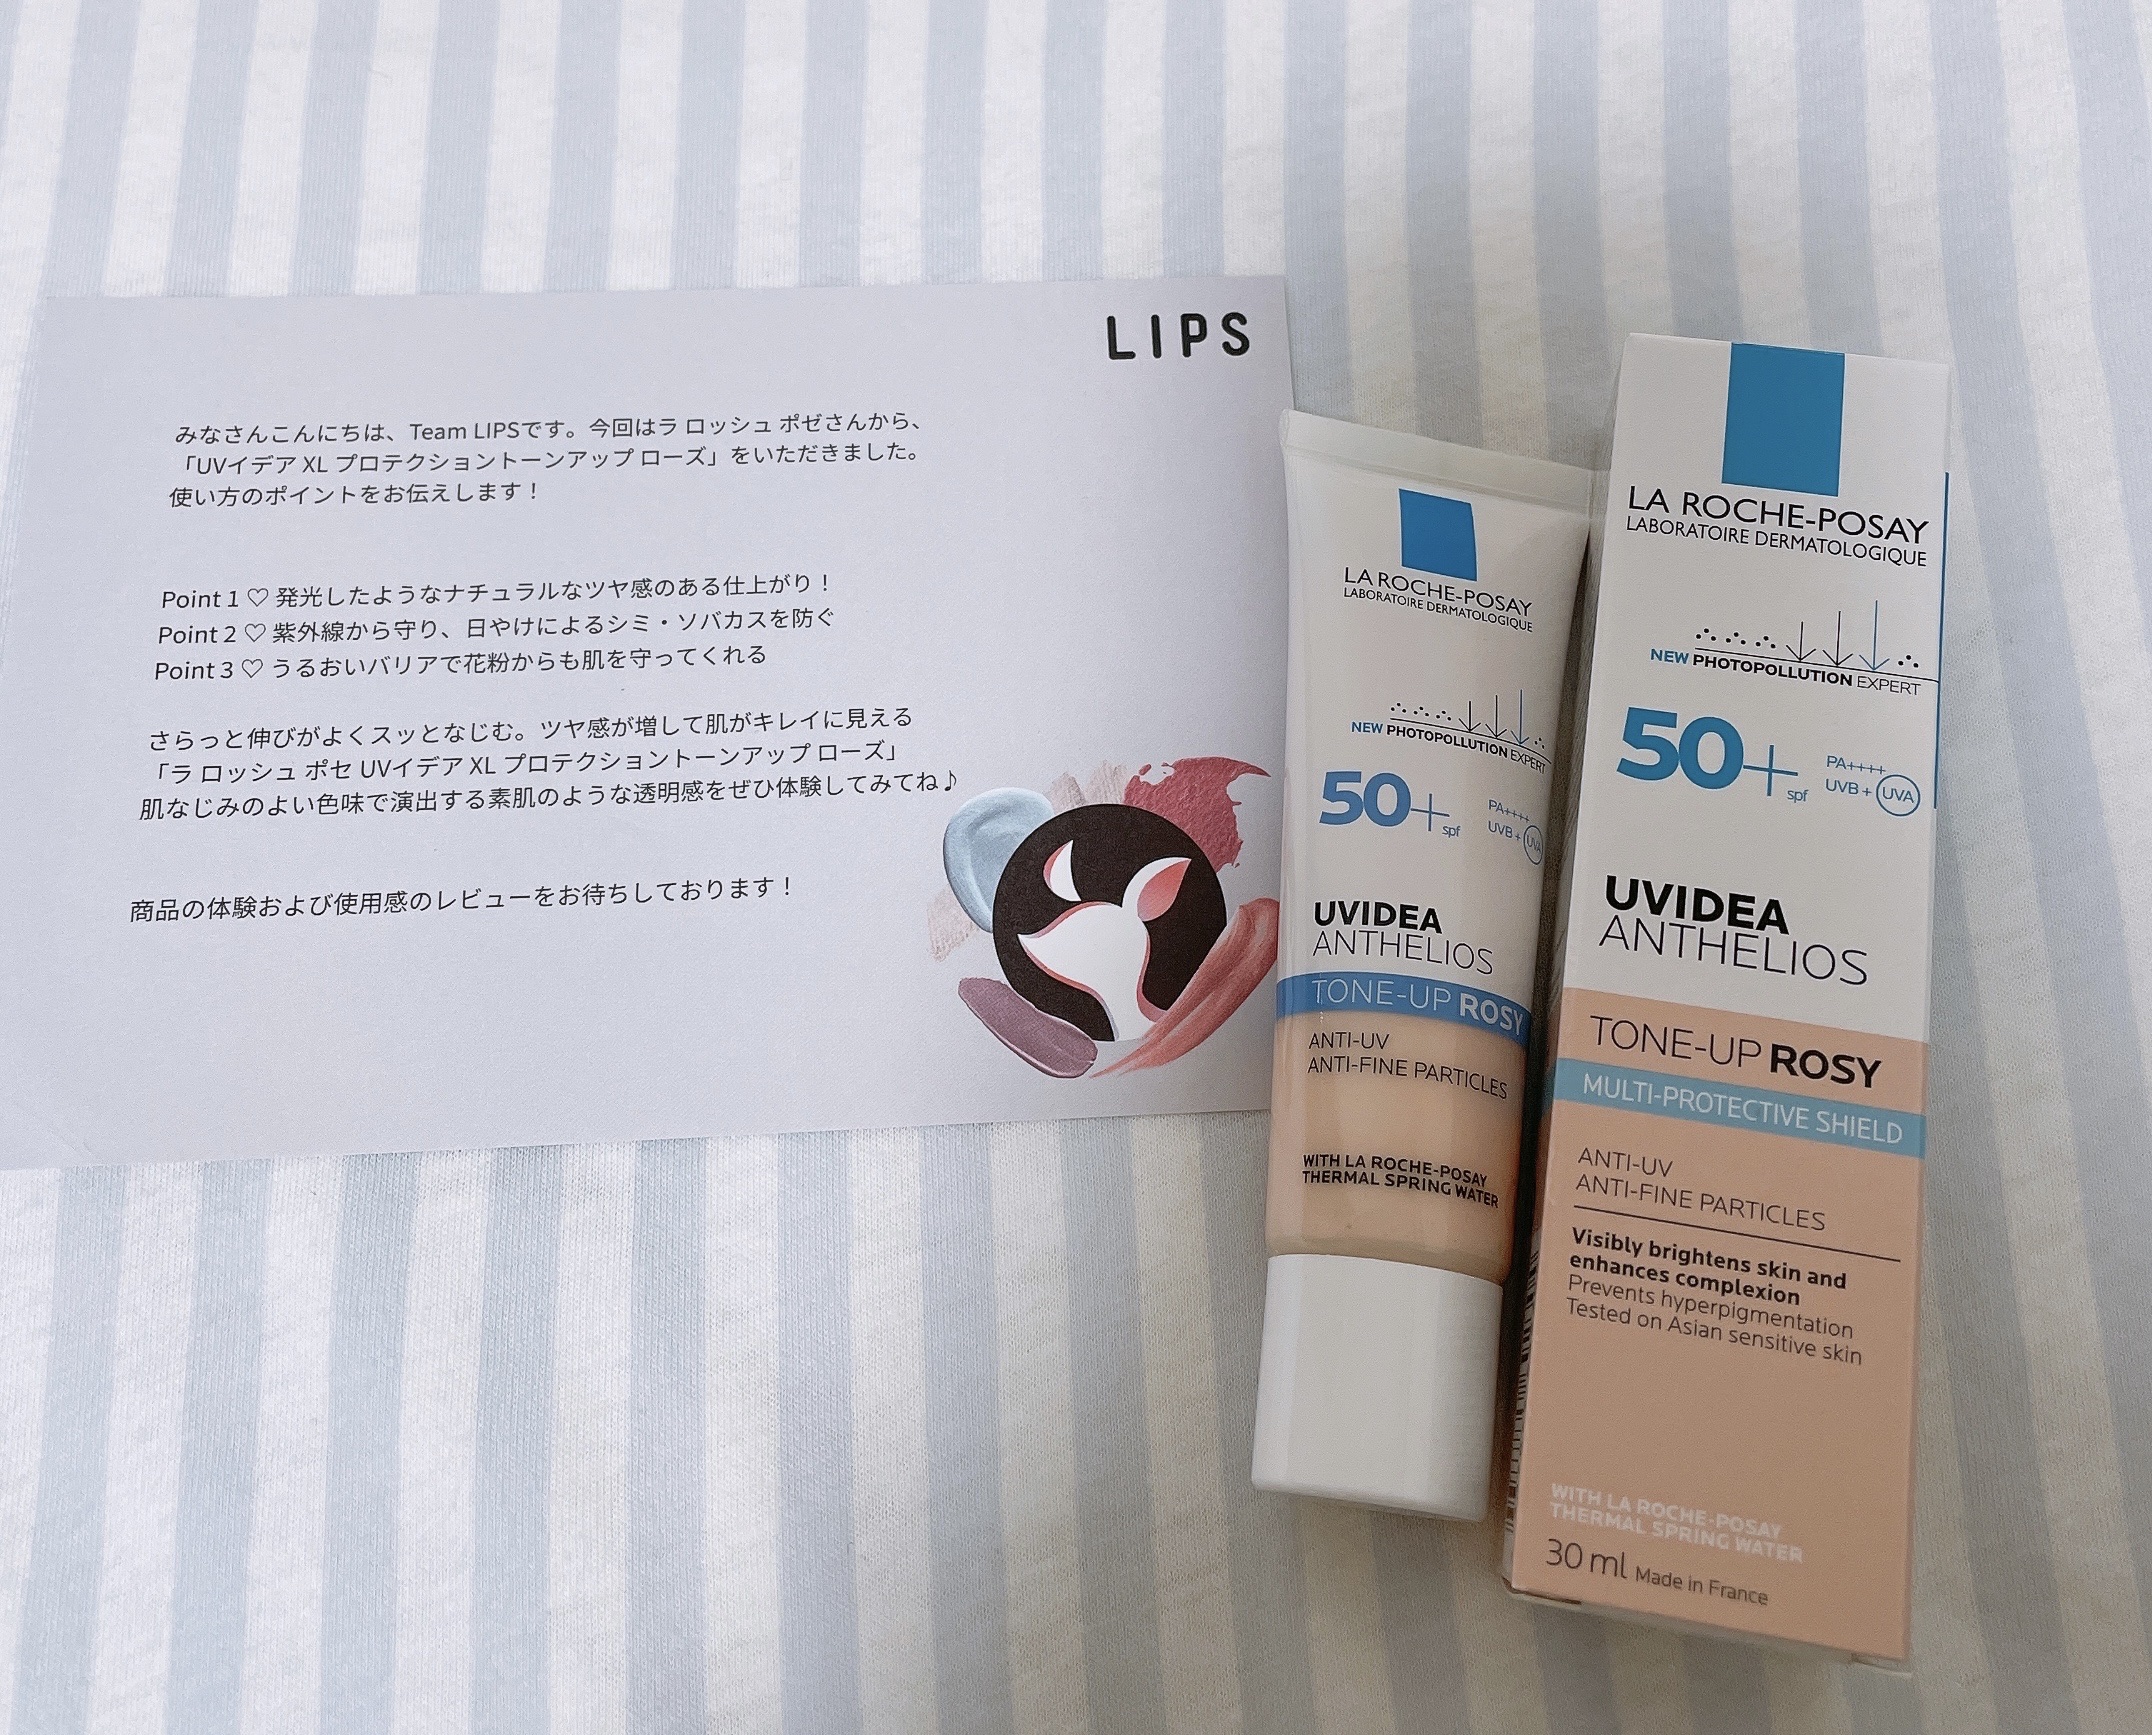 LIPS
みなさんこんにちは、Team LIPSです。今回はラ ロッシュ ポゼさんから、
「UVイデア XL プロテクショントーンアップ ローズ」をいただきました。
使い方のポイントをお伝えします！
Point 1 ♡ 発光したようなナチュラルなツヤ感のある仕上がり！
Point 2 ♡ 紫外線から守り、日やけによるシミ・ソバカスを防ぐ
Point 3 ♡ うるおいバリアで花粉からも肌を守ってくれる
さらっと伸びがよくスッとなじむ。ツヤ感が増して肌がキレイに見える
「ラ ロッシュ ポセ UVイデア XL プロテクショントーンアップ ローズ」
肌なじみのよい色味で演出する素肌のような透明感をぜひ体験してみてね♪
商品の体験および使用感のレビューをお待ちしております！
LA ROCHE-POSAY
LABORATOIRE DERMATOLOGIQUE
NEW PHOTOPOLLUTION EXPERT
50+ spf
PA++++
UVB + UVA
UVIDEA
ANTHELIOS
TONE-UP ROSY
ANTI-UV
ANTI-FINE PARTICLES
WITH LA ROCHE-POSAY
THERMAL SPRING WATER
LA ROCHE-POSAY
LABORATOIRE DERMATOLOGIQUE
NEW PHOTOPOLLUTION EXPERT
50+ spf
PA++++
UVB + UVA
UVIDEA
ANTHELIOS
TONE-UP ROSY
MULTI-PROTECTIVE SHIELD
ANTI-UV
ANTI-FINE PARTICLES
Visibly brightens skin and
enhances complexion
Prevents hyperpigmentation
Tested on Asian sensitive skin
WITH LA ROCHE-POSAY
THERMAL SPRING WATER
30 ml Made in France